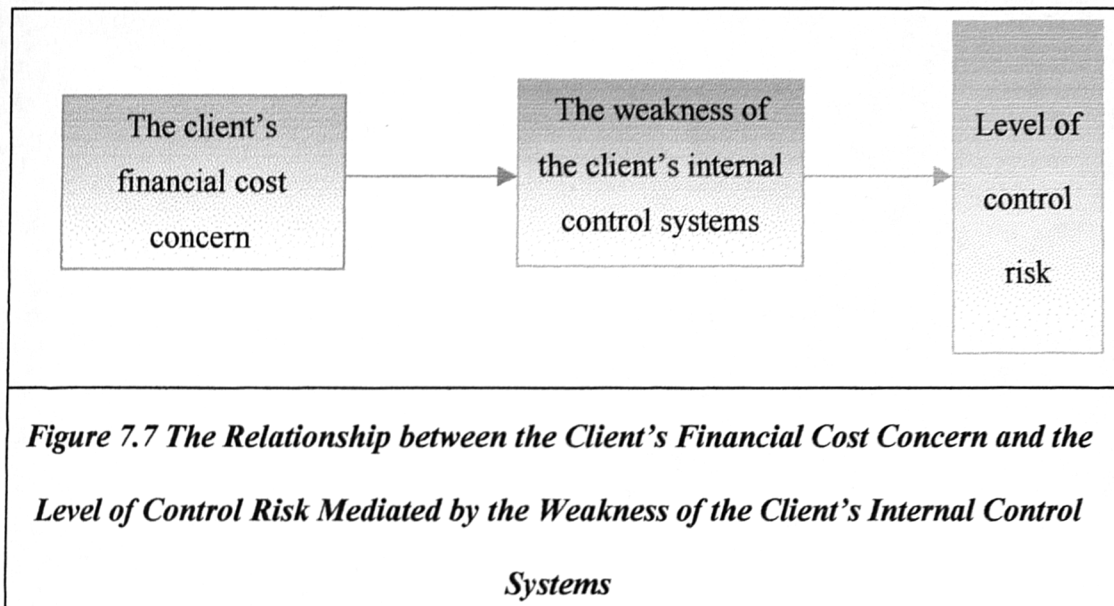 The client's
financial cost
concern
The weakness of
the client's internal
control systems
Level of
control
risk
Figure 7.7 The Relationship between the Client's Financial Cost Concern and the
Level of Control Risk Mediated by the Weakness of the Client's Internal Control
Systems